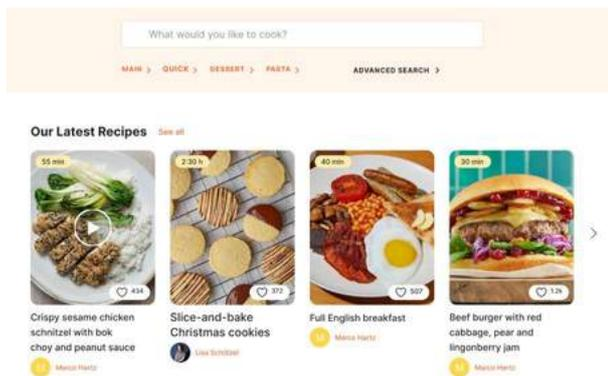 What would you like to cook?
MAIN > QUICK > DESSERT > PASTA > ADVANCED SEARCH >
Our Latest Recipes See all
55 min 2:30 h 40 min 30 min
434 372 507 1.2k
Crispy sesame chicken
schnitzel with bok
choy and peanut sauce
Marco Hartz
Slice-and-bake
Christmas cookies
Lisa Schölzel
Full English breakfast
Marco Hartz
Beef burger with red
cabbage, pear and
lingonberry jam
Marco Hartz